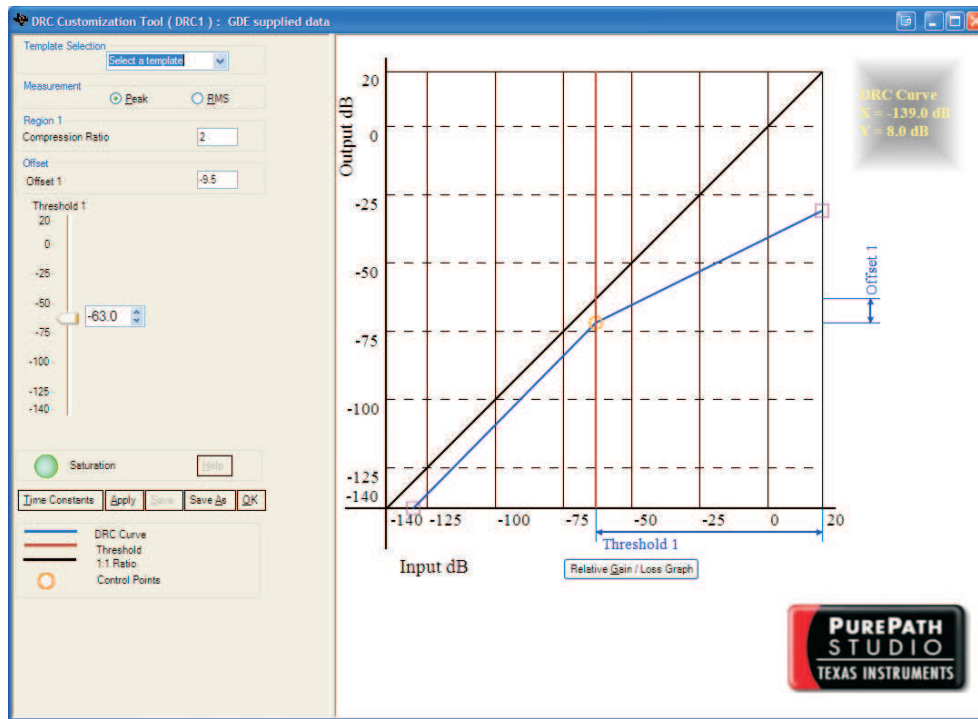 DRC Customization Tool ( DRC1 ) : GDE supplied data
Template Selection
Select a template
Measurement
Peak
RMS
Region 1
Compression Ratio
2
Offset
Offset 1
-9.5
Threshold 1
20
0
-25
-50
-63.0
-75
-100
-125
-140
Saturation
Help
Time Constants
Apply
Save
Save As
OK
DRC Curve
Threshold
1:1 Ratio
Control Points
Output dB
20
0
-25
-50
-75
-100
-125
-140
-140 -125 -100 -75 -50 -25 0 20
Threshold 1
Input dB
Relative Gain / Loss Graph
Offset 1
DRC Curve
X = -139.0 dB
Y = 8.0 dB
PUREPATH
STUDIO
TEXAS INSTRUMENTS